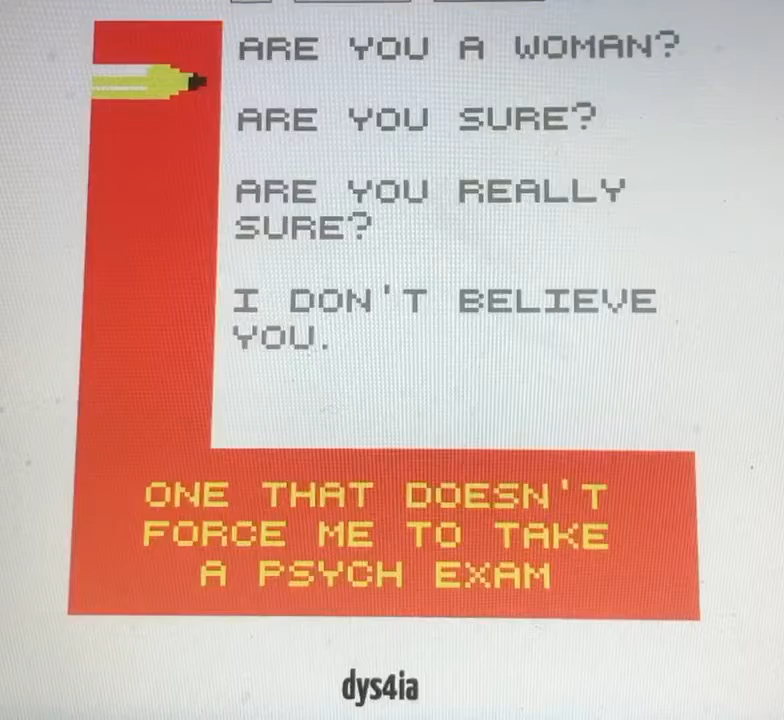 ARE YOU A WOMAN?
ARE YOU SURE?
ARE YOU REALLY
SURE?
I DON'T BELIEVE
YOU.
ONE THAT DOESN'T
FORCE ME TO TAKE
A PSYCH EXAM
dys4ia